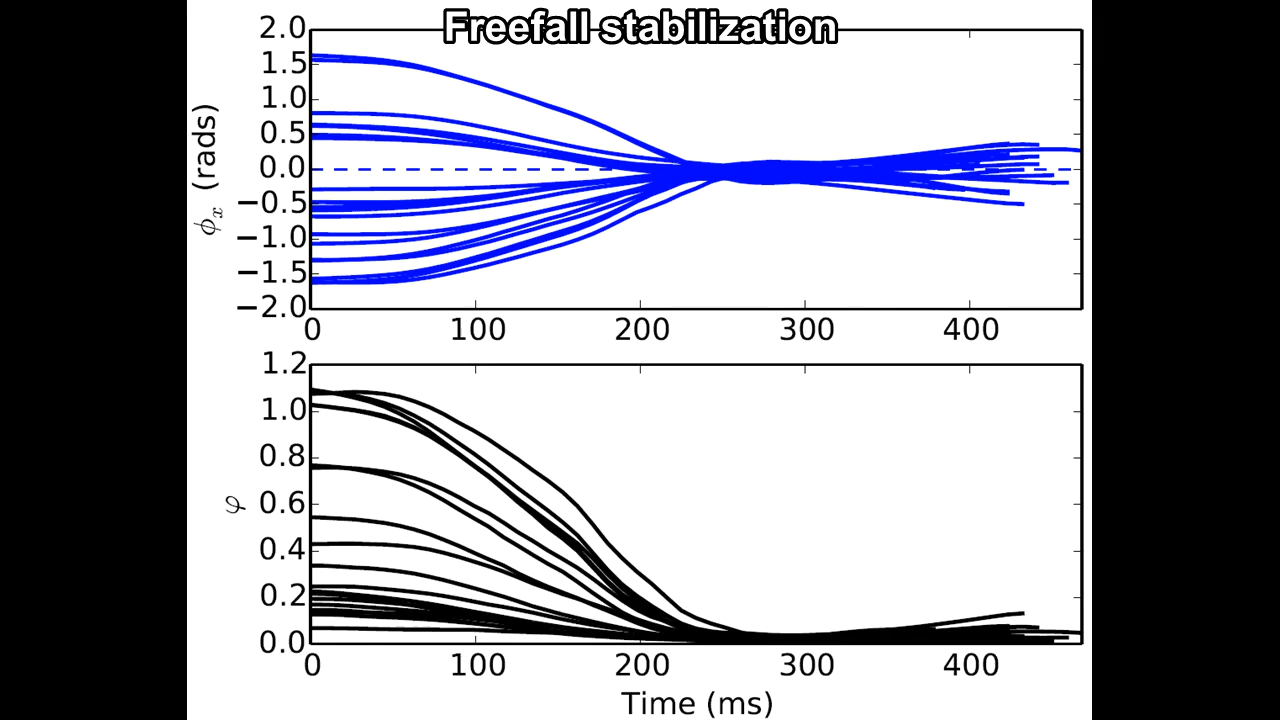 Freefall stabilization
2.0
1.5
1.0
0.5
0.0
−0.5
−1.0
−1.5
−2.0
ϕₓ (rads)
0 100 200 300 400
1.2
1.0
0.8
0.6
0.4
0.2
0.0
φ
0 100 200 300 400
Time (ms)